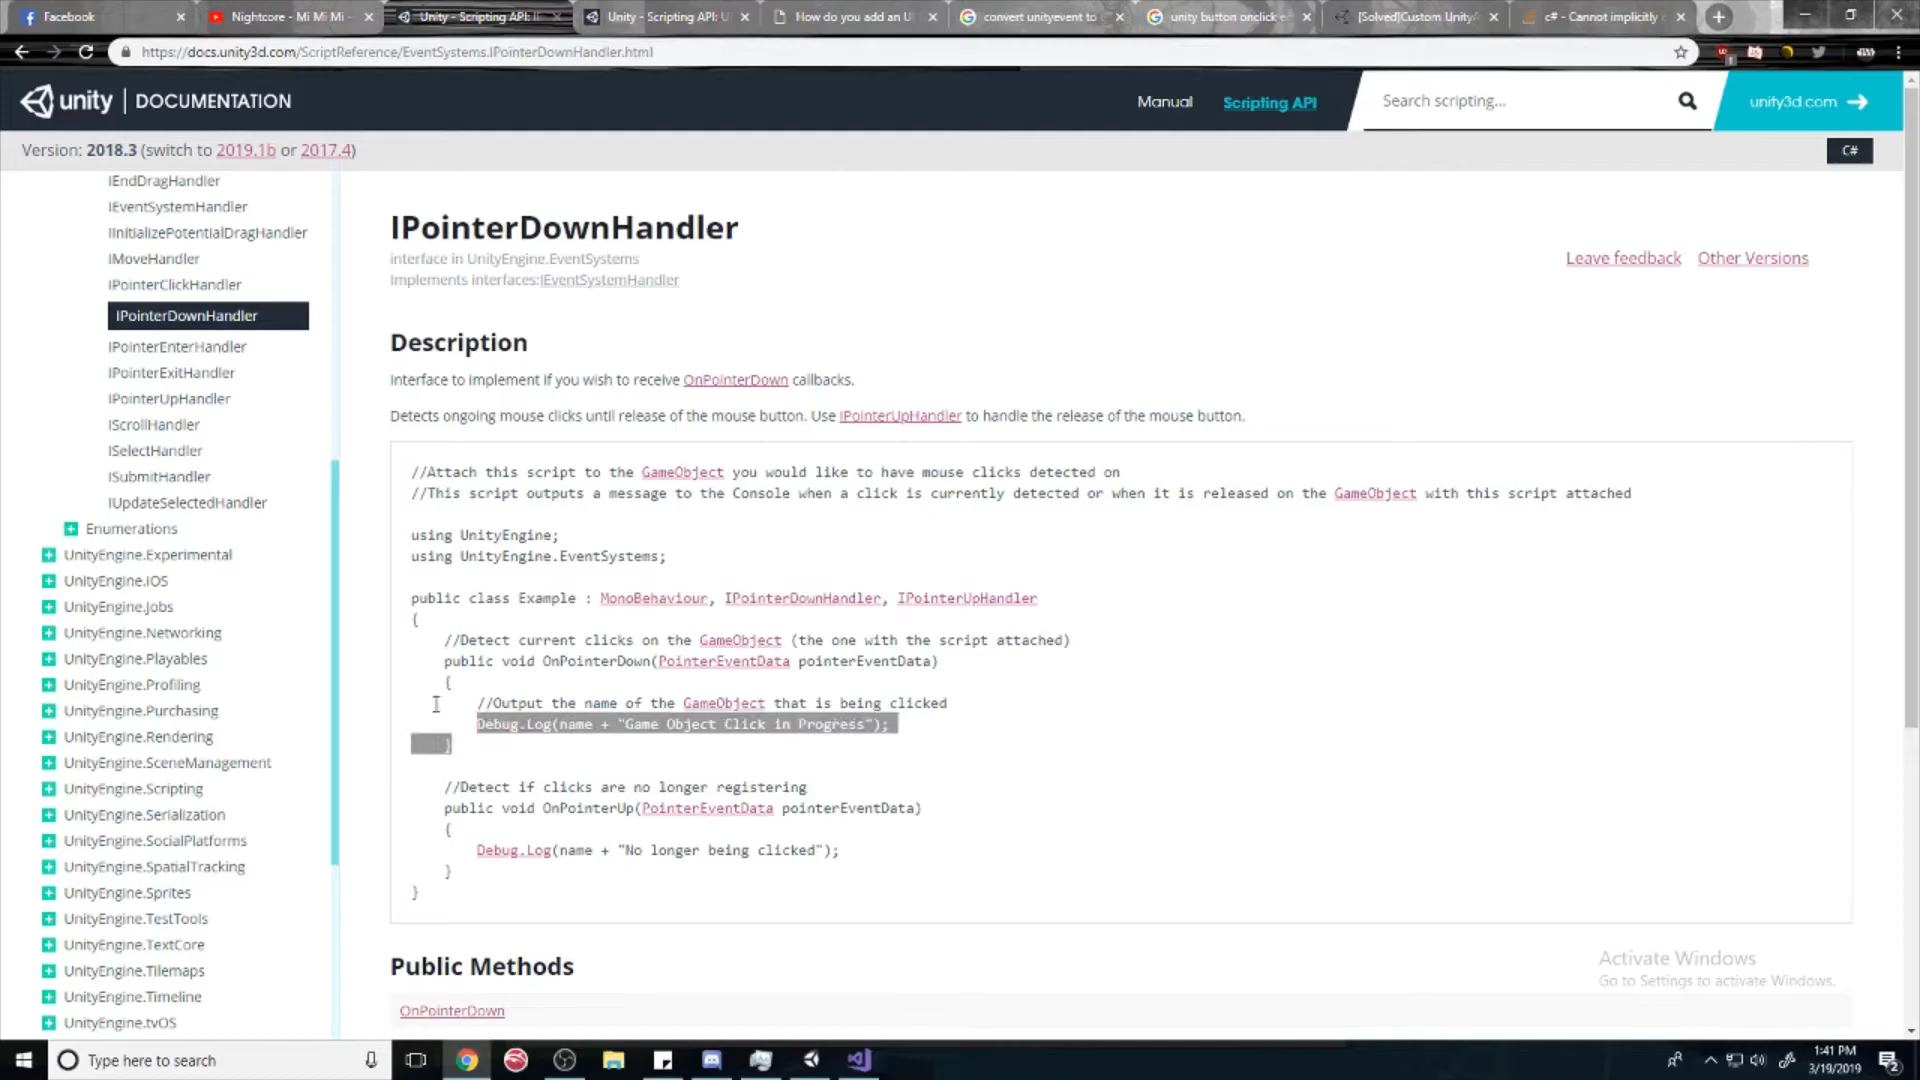 Facebook
Nightcore - Mi Mi Mi -
Unity - Scripting API: I
Unity - Scripting API: U
How do you add an U
convert unityevent to
unity button onclick e
[Solved]Custom Unity
c# - Cannot implicitly
https://docs.unity3d.com/ScriptReference/EventSystems.IPointerDownHandler.html
unity | DOCUMENTATION
Manual
Scripting API
Search scripting...
unity3d.com
Version: 2018.3 (switch to 2019.1b or 2017.4)
C#
IEndDragHandler
IEventSystemHandler
IInitializePotentialDragHandler
IMoveHandler
IPointerClickHandler
IPointerDownHandler
IPointerEnterHandler
IPointerExitHandler
IPointerUpHandler
IScrollHandler
ISelectHandler
ISubmitHandler
IUpdateSelectedHandler
Enumerations
UnityEngine.Experimental
UnityEngine.iOS
UnityEngine.Jobs
UnityEngine.Networking
UnityEngine.Playables
UnityEngine.Profiling
UnityEngine.Purchasing
UnityEngine.Rendering
UnityEngine.SceneManagement
UnityEngine.Scripting
UnityEngine.Serialization
UnityEngine.SocialPlatforms
UnityEngine.SpatialTracking
UnityEngine.Sprites
UnityEngine.TestTools
UnityEngine.TextCore
UnityEngine.Tilemaps
UnityEngine.Timeline
UnityEngine.tvOS
IPointerDownHandler
interface in UnityEngine.EventSystems
Implements interfaces:IEventSystemHandler
Leave feedback
Other Versions
Description
Interface to implement if you wish to receive OnPointerDown callbacks.
Detects ongoing mouse clicks until release of the mouse button. Use IPointerUpHandler to handle the release of the mouse button.
//Attach this script to the GameObject you would like to have mouse clicks detected on
//This script outputs a message to the Console when a click is currently detected or when it is released on the GameObject with this script attached
using UnityEngine;
using UnityEngine.EventSystems;
public class Example : MonoBehaviour, IPointerDownHandler, IPointerUpHandler
{
//Detect current clicks on the GameObject (the one with the script attached)
public void OnPointerDown(PointerEventData pointerEventData)
{
//Output the name of the GameObject that is being clicked
Debug.Log(name + "Game Object Click in Progress");
}
//Detect if clicks are no longer registering
public void OnPointerUp(PointerEventData pointerEventData)
{
Debug.Log(name + "No longer being clicked");
}
}
Public Methods
OnPointerDown
Activate Windows
Go to Settings to activate Windows.
Type here to search
1:41 PM
3/19/2019
2